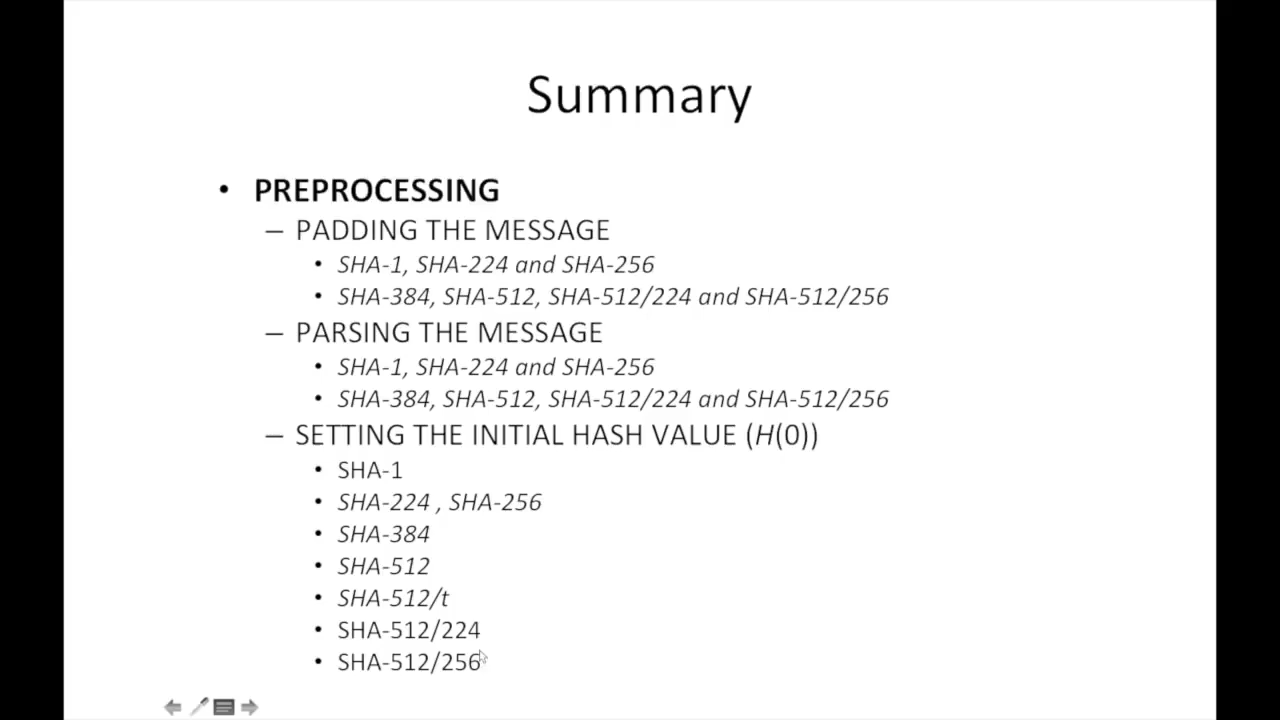 Summary
• PREPROCESSING
– PADDING THE MESSAGE
• SHA-1, SHA-224 and SHA-256
• SHA-384, SHA-512, SHA-512/224 and SHA-512/256
– PARSING THE MESSAGE
• SHA-1, SHA-224 and SHA-256
• SHA-384, SHA-512, SHA-512/224 and SHA-512/256
– SETTING THE INITIAL HASH VALUE (H(0))
• SHA-1
• SHA-224 , SHA-256
• SHA-384
• SHA-512
• SHA-512/t
• SHA-512/224
• SHA-512/256